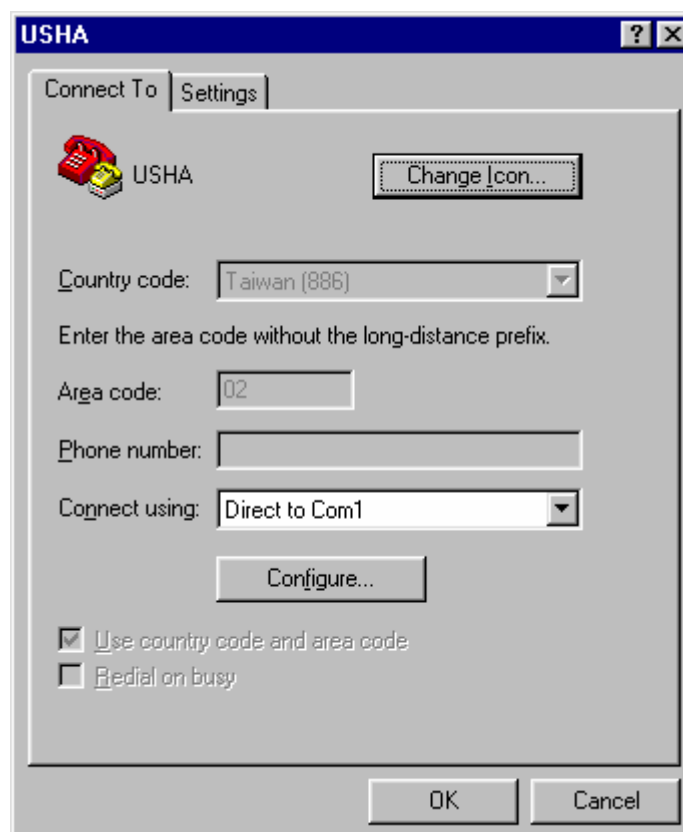 USHA
Connect To Settings
USHA Change Icon...
Country code: Taiwan (886)
Enter the area code without the long-distance prefix.
Area code: 02
Phone number:
Connect using: Direct to Com1
Configure...
Use country code and area code
Redial on busy
OK Cancel